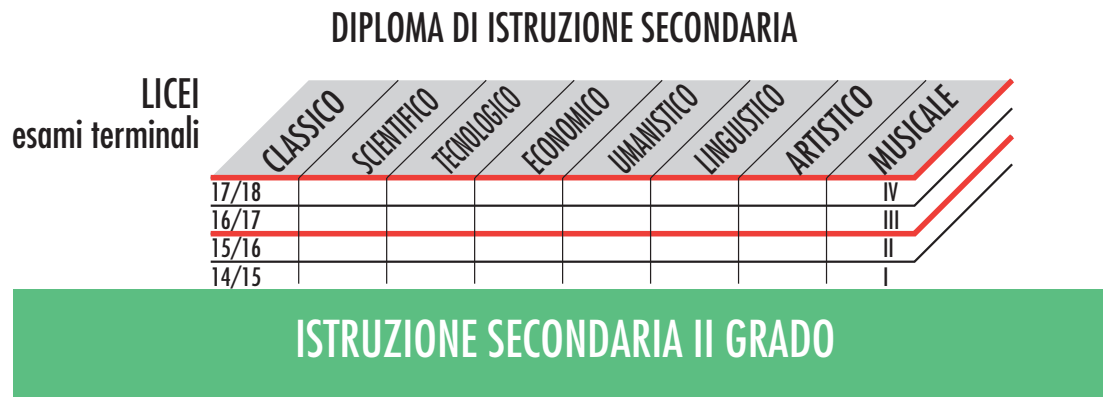 DIPLOMA DI ISTRUZIONE SECONDARIA
LICEI
esami terminali
CLASSICO
SCIENTIFICO
TECNOLOGICO
ECONOMICO
UMANISTICO
LINGUISTICO
ARTISTICO
MUSICALE
17/18 IV
16/17 III
15/16 II
14/15 I
ISTRUZIONE SECONDARIA II GRADO